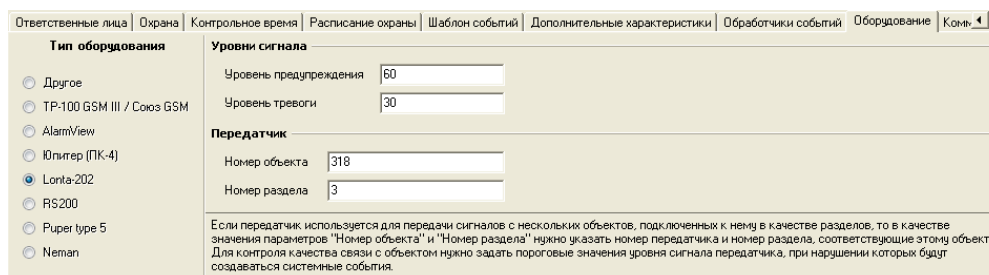 Ответственные лица Охрана Контрольное время Расписание охраны Шаблон событий Дополнительные характеристики Обработчики событий Оборудование
Тип оборудования
Другое
TP-100 GSM III / Союз GSM
AlarmView
Юпитер (ПК-4)
Lonta-202
RS200
Puper type 5
Neman
Уровни сигнала
Уровень предупреждения 60
Уровень тревоги 30
Передатчик
Номер объекта 318
Номер раздела 3
Если передатчик используется для передачи сигналов с нескольких объектов, подключенных к нему в качестве разделов, то в качестве
значения параметров "Номер объекта" и "Номер раздела" нужно указать номер передатчика и номер раздела, соответствующие этому объект
Для контроля качества связи с объектом нужно задать пороговые значения уровня сигнала передатчика, при нарушении которых будут
создаваться системные события.